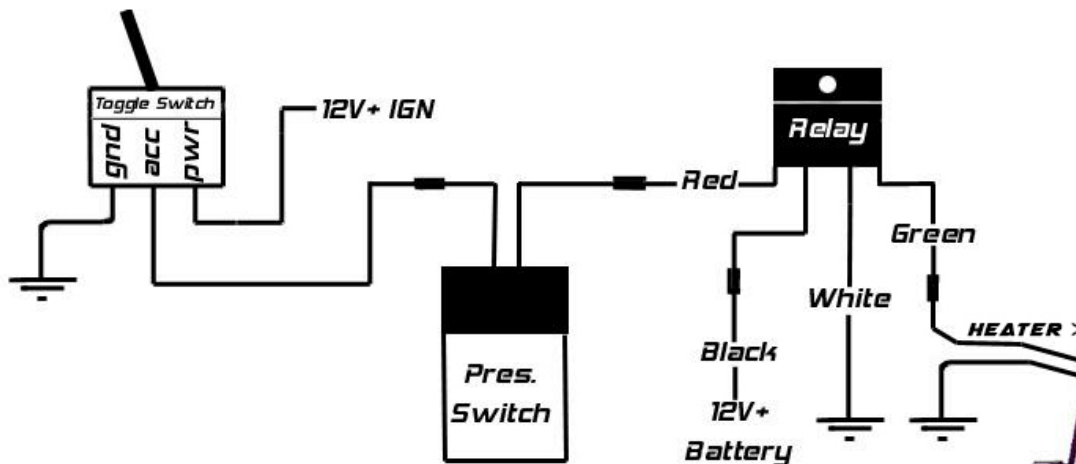 Toggle Switch
gnd
acc
pwr
12V+ IGN
Pres.
Switch
Red
Relay
Black
12V+
Battery
White
Green
HEATER >